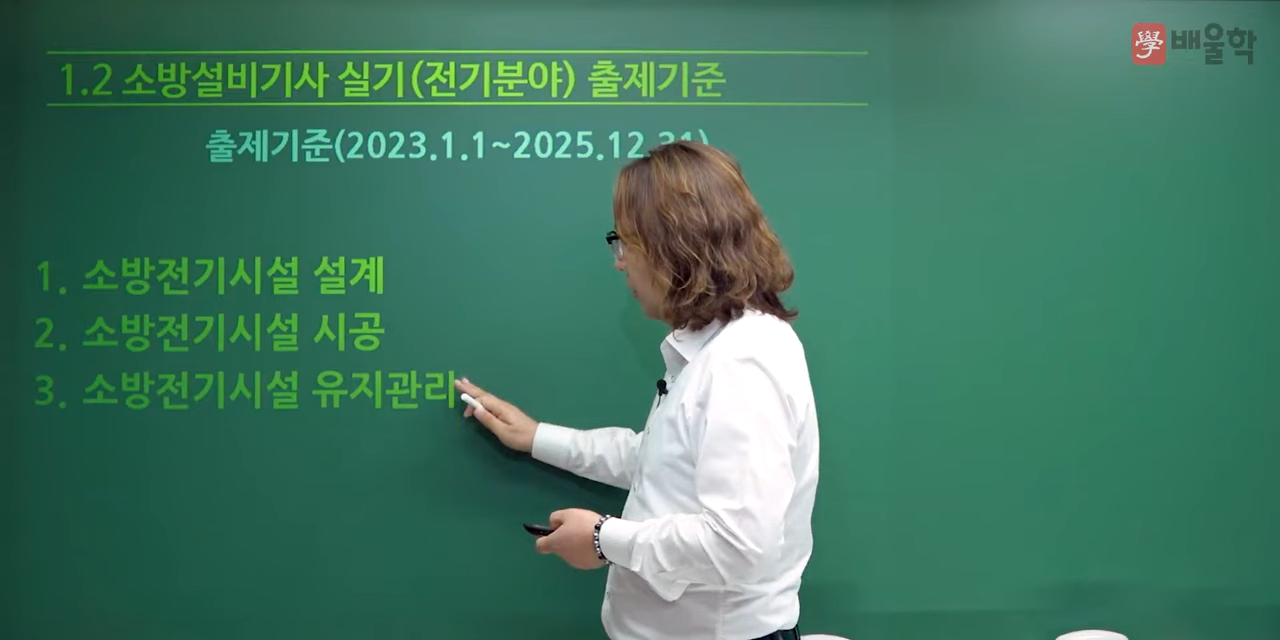 學 배울학
1.2 소방설비기사 실기(전기분야) 출제기준
출제기준(2023.1.1~2025.12.31)
1. 소방전기시설 설계
2. 소방전기시설 시공
3. 소방전기시설 유지관리